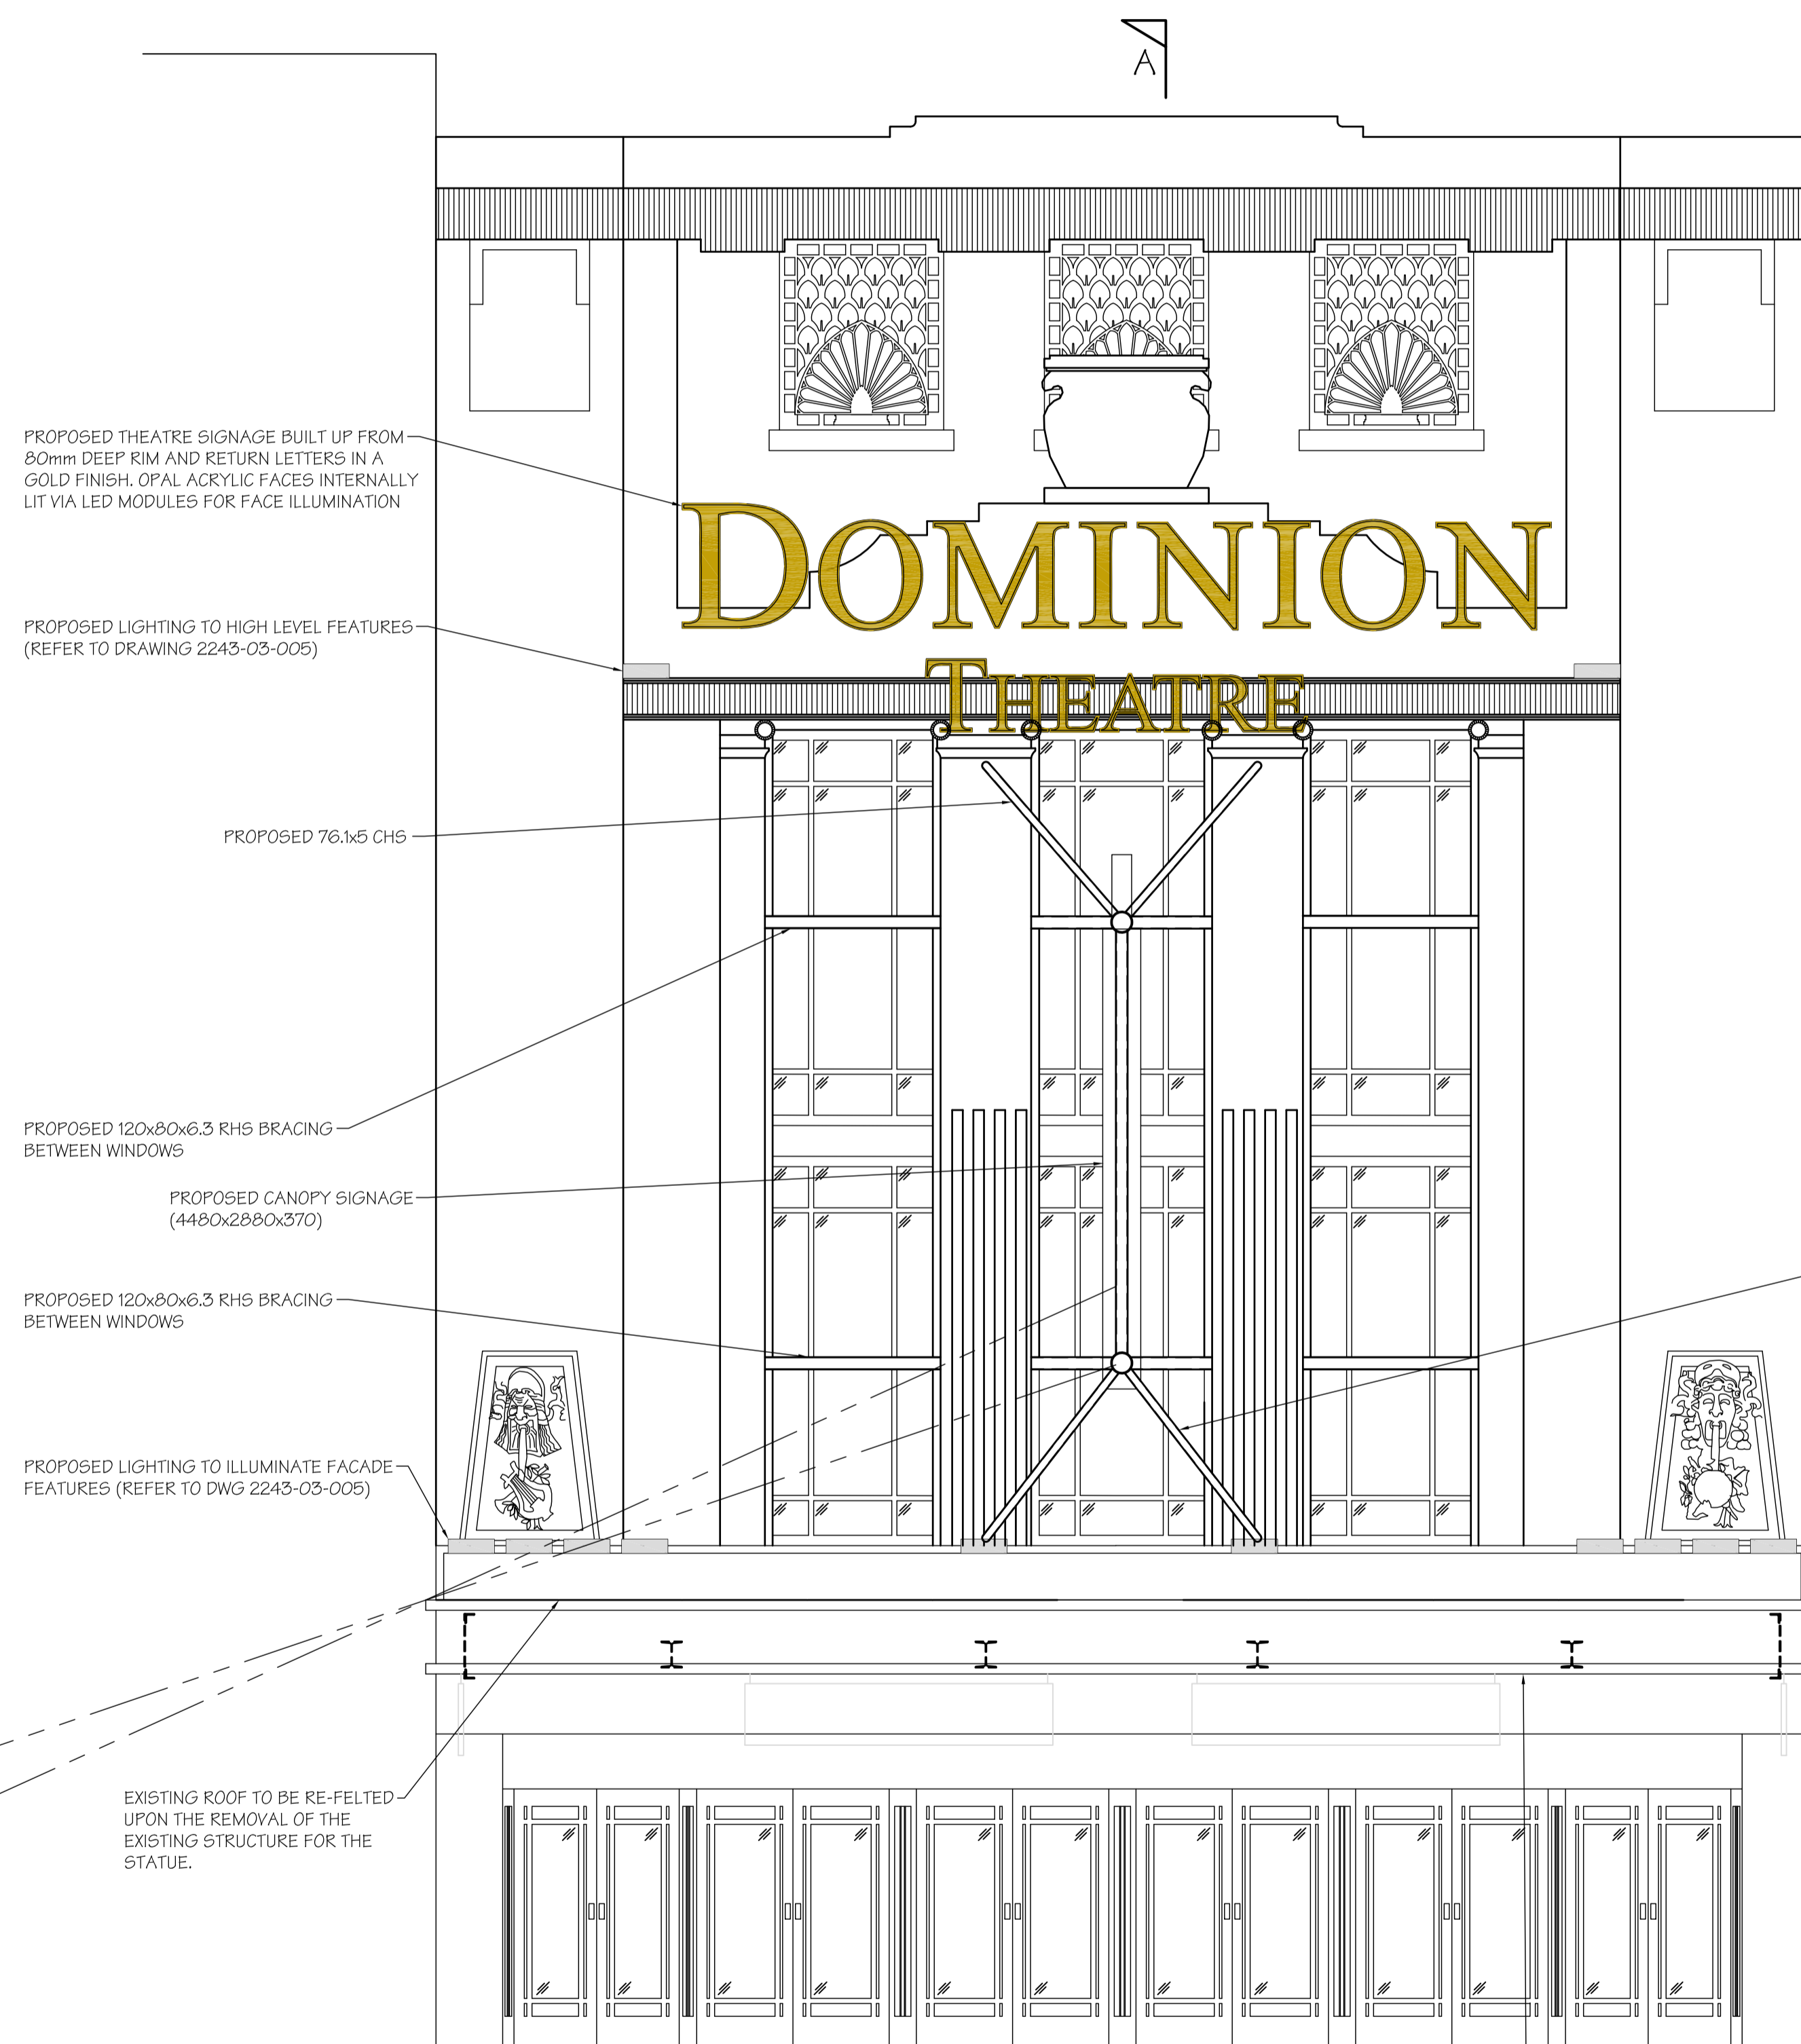 A
PROPOSED THEATRE SIGNAGE BUILT UP FROM
80mm DEEP RIM AND RETURN LETTERS IN A
GOLD FINISH. OPAL ACRYLIC FACES INTERNALLY
LIT VIA LED MODULES FOR FACE ILLUMINATION
DOMINION
THEATRE
PROPOSED LIGHTING TO HIGH LEVEL FEATURES
(REFER TO DRAWING 2243-03-005)
PROPOSED 76.1x5 CHS
PROPOSED 120x80x6.3 RHS BRACING
BETWEEN WINDOWS
PROPOSED CANOPY SIGNAGE
(4480x2880x370)
PROPOSED 120x80x6.3 RHS BRACING
BETWEEN WINDOWS
PROPOSED LIGHTING TO ILLUMINATE FACADE
FEATURES (REFER TO DWG 2243-03-005)
EXISTING ROOF TO BE RE-FELTED
UPON THE REMOVAL OF THE
EXISTING STRUCTURE FOR THE
STATUE.